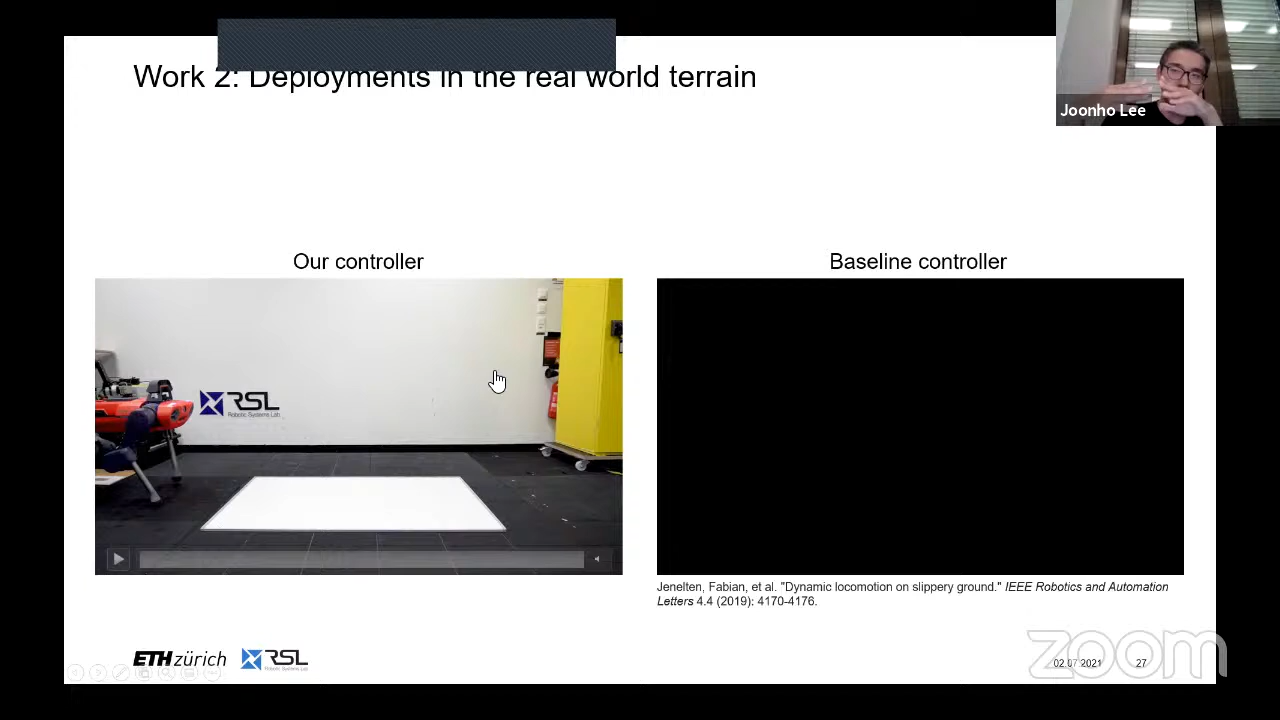 Work 2: Deployments in the real world terrain
Joonho Lee
Our controller
Baseline controller
RSL
Robotic Systems Lab
Jenelten, Fabian, et al. "Dynamic locomotion on slippery ground." IEEE Robotics and Automation
Letters 4.4 (2019): 4170-4176.
ETH zürich
RSL
Robotic Systems Lab
02.07.2021
27
zoom